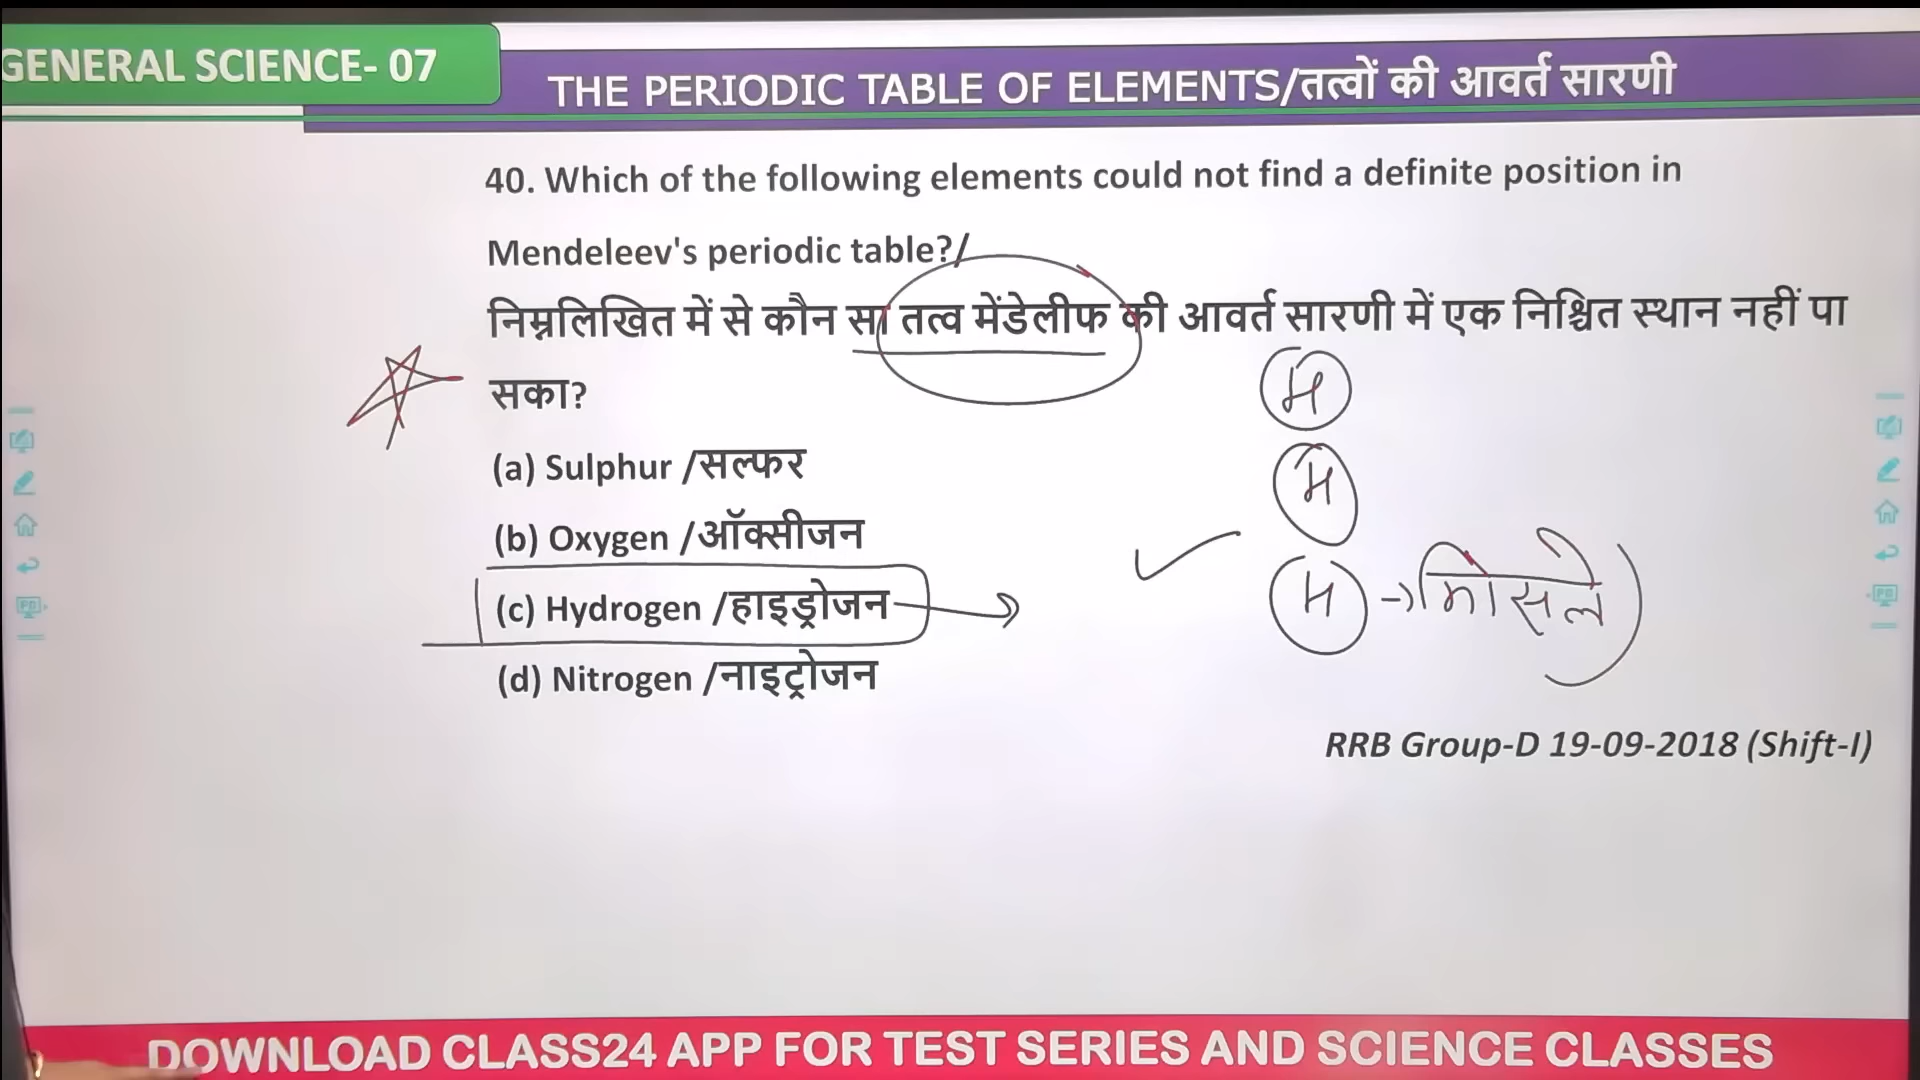 GENERAL SCIENCE- 07
THE PERIODIC TABLE OF ELEMENTS/तत्वों की आवर्त सारणी
40. Which of the following elements could not find a definite position in
Mendeleev's periodic table?/
निम्नलिखित में से कौन सा तत्व मेंडेलीफ की आवर्त सारणी में एक निश्चित स्थान नहीं पा
सका?
म
(a) Sulphur /सल्फर
म
(b) Oxygen /ऑक्सीजन
(c) Hydrogen /हाइड्रोजन
म → मोसले
(d) Nitrogen /नाइट्रोजन
RRB Group-D 19-09-2018 (Shift-I)
DOWNLOAD CLASS24 APP FOR TEST SERIES AND SCIENCE CLASSES